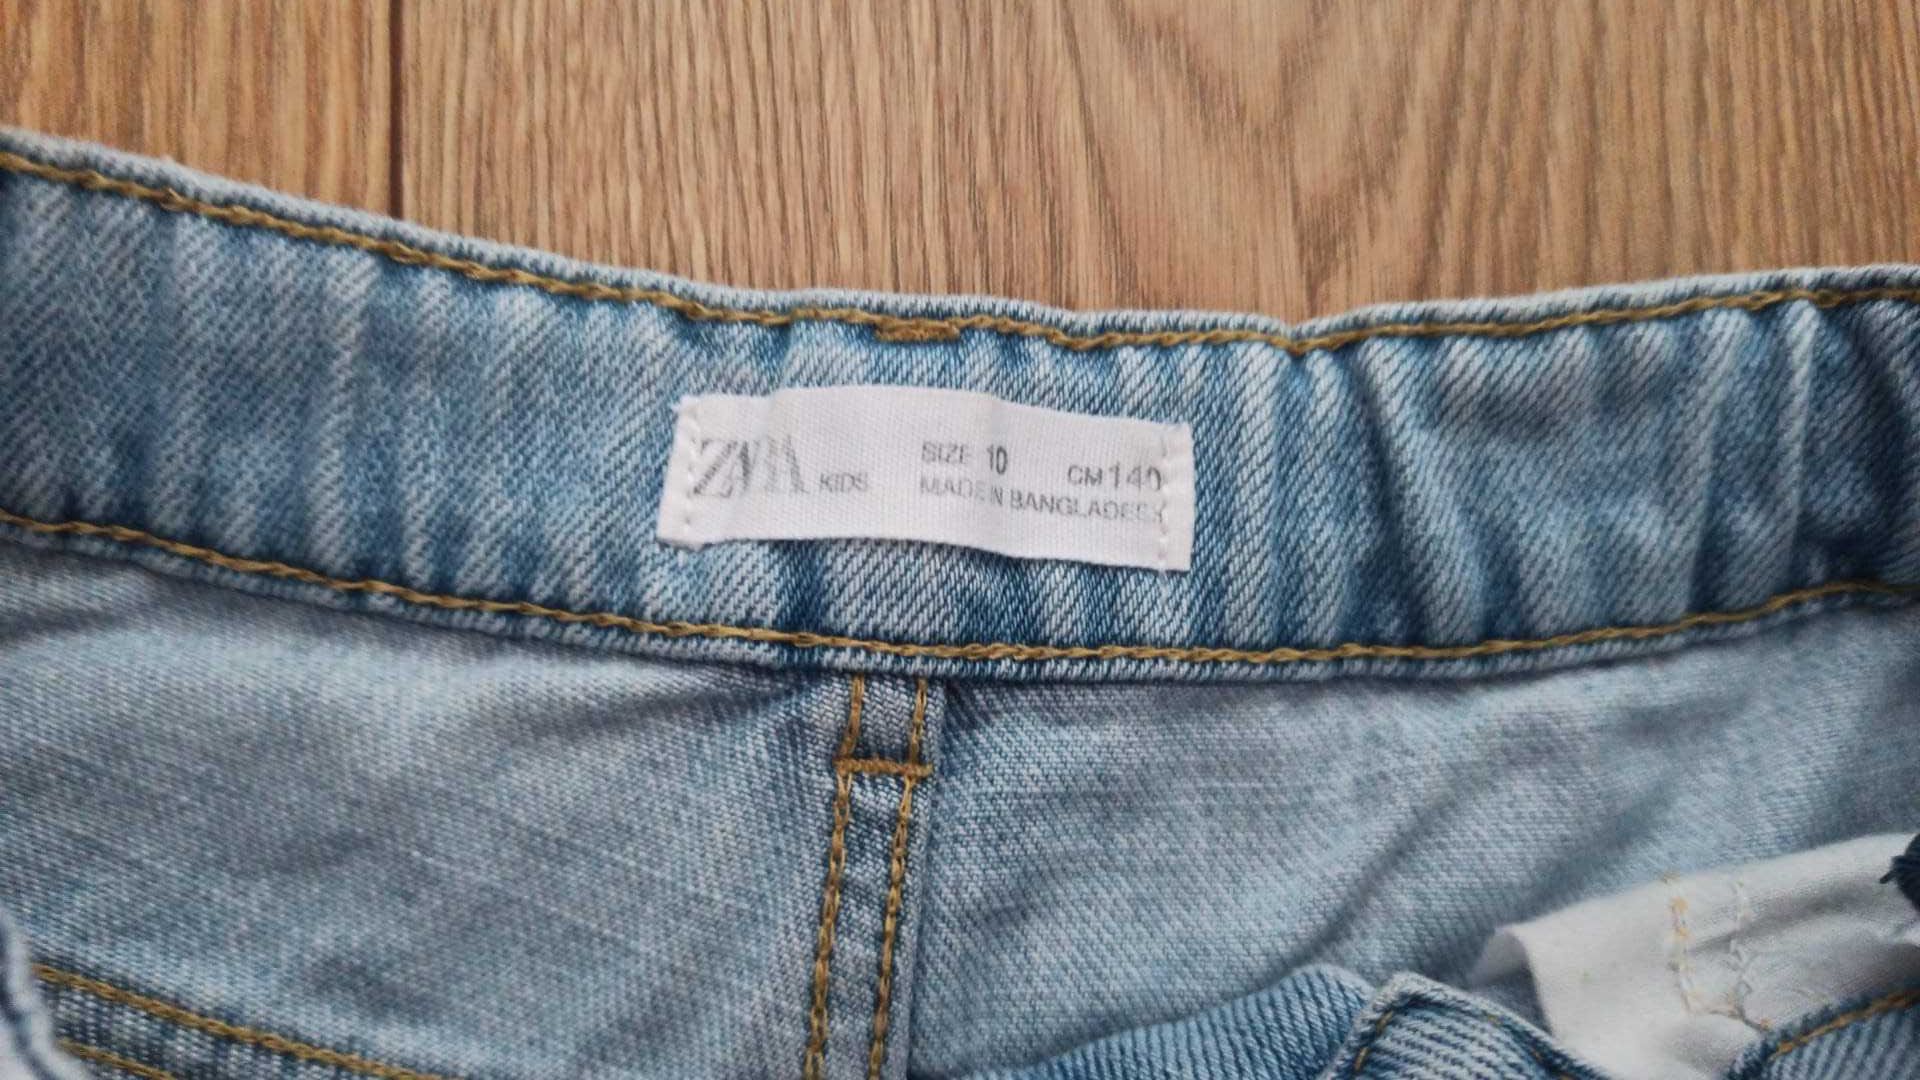 ZARA KIDS
SIZE 10 CM 140
MADE IN BANGLADESH